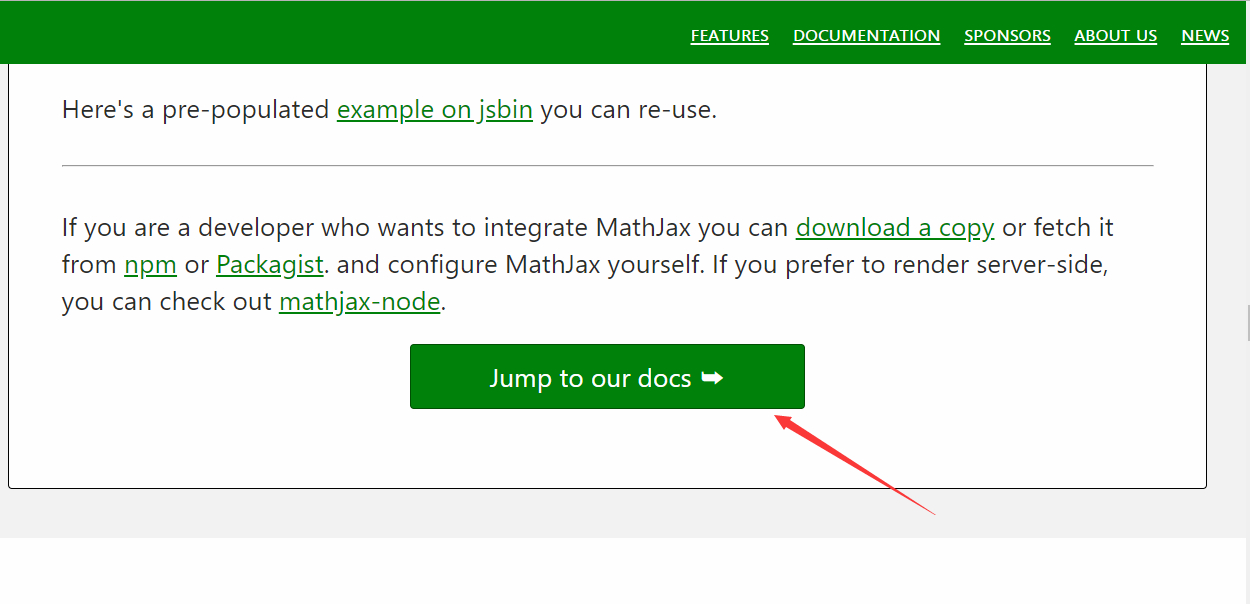 FEATURES DOCUMENTATION SPONSORS ABOUT US NEWS
Here's a pre-populated example on jsbin you can re-use.
If you are a developer who wants to integrate MathJax you can download a copy or fetch it
from npm or Packagist. and configure MathJax yourself. If you prefer to render server-side,
you can check out mathjax-node.
Jump to our docs ➥